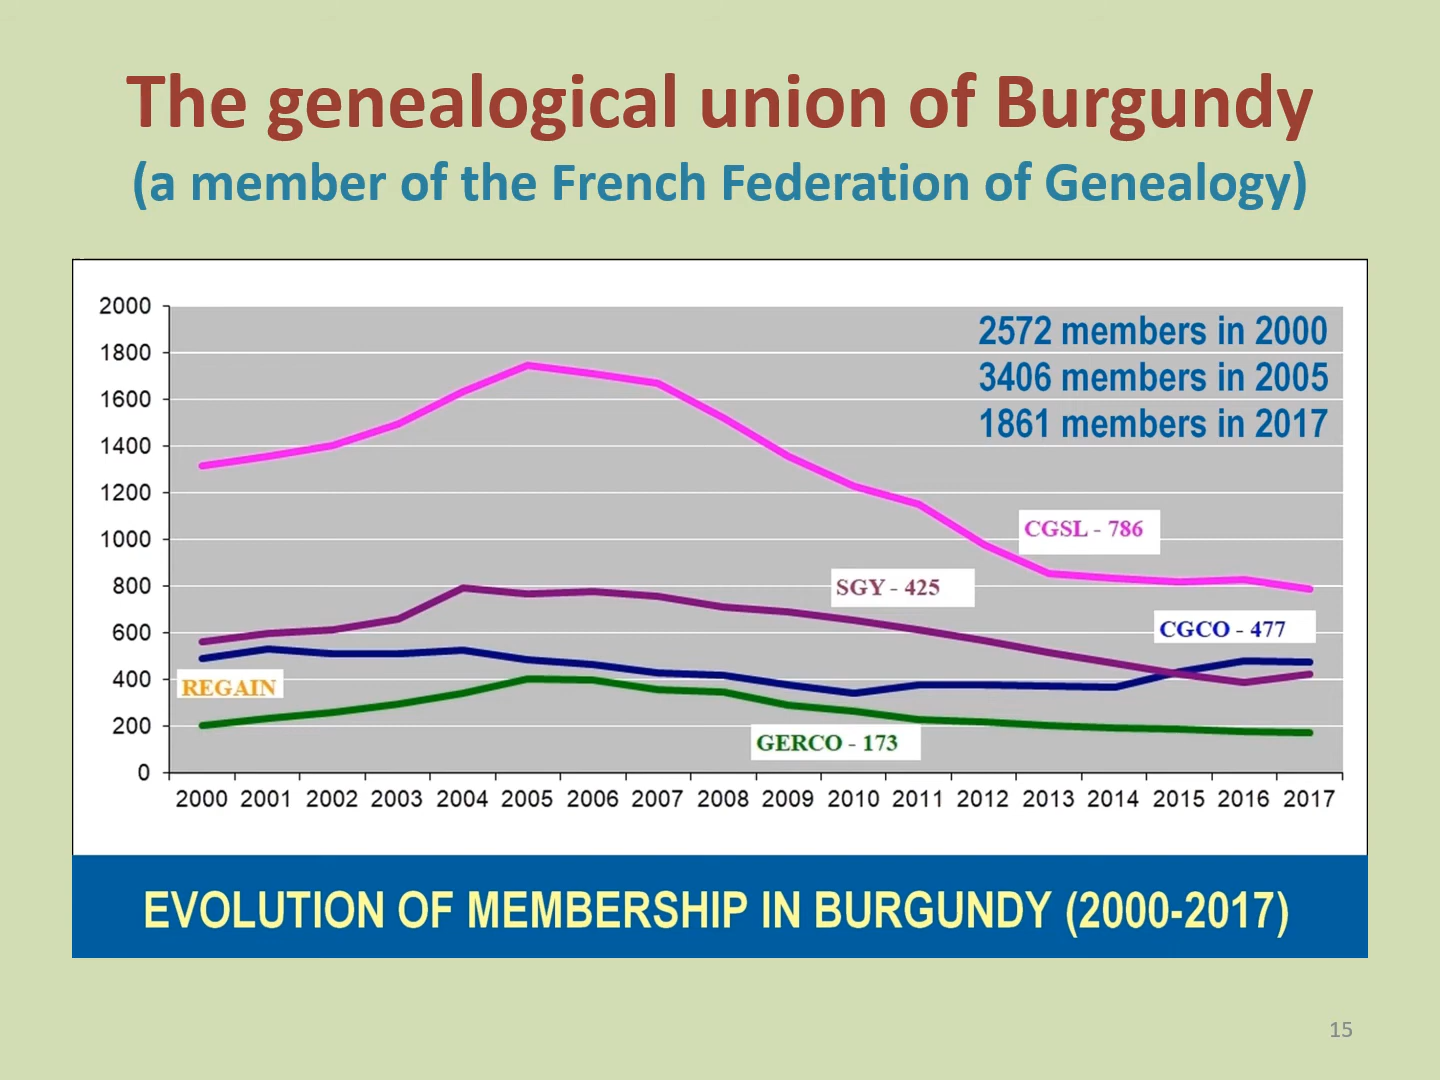 The genealogical union of Burgundy
(a member of the French Federation of Genealogy)
2000
1800
1600
1400
1200
1000
800
600
400
200
0
2572 members in 2000
3406 members in 2005
1861 members in 2017
CGSL - 786
SGY - 425
CGCO - 477
REGAIN
GERCO - 173
2000 2001 2002 2003 2004 2005 2006 2007 2008 2009 2010 2011 2012 2013 2014 2015 2016 2017
EVOLUTION OF MEMBERSHIP IN BURGUNDY (2000-2017)
15